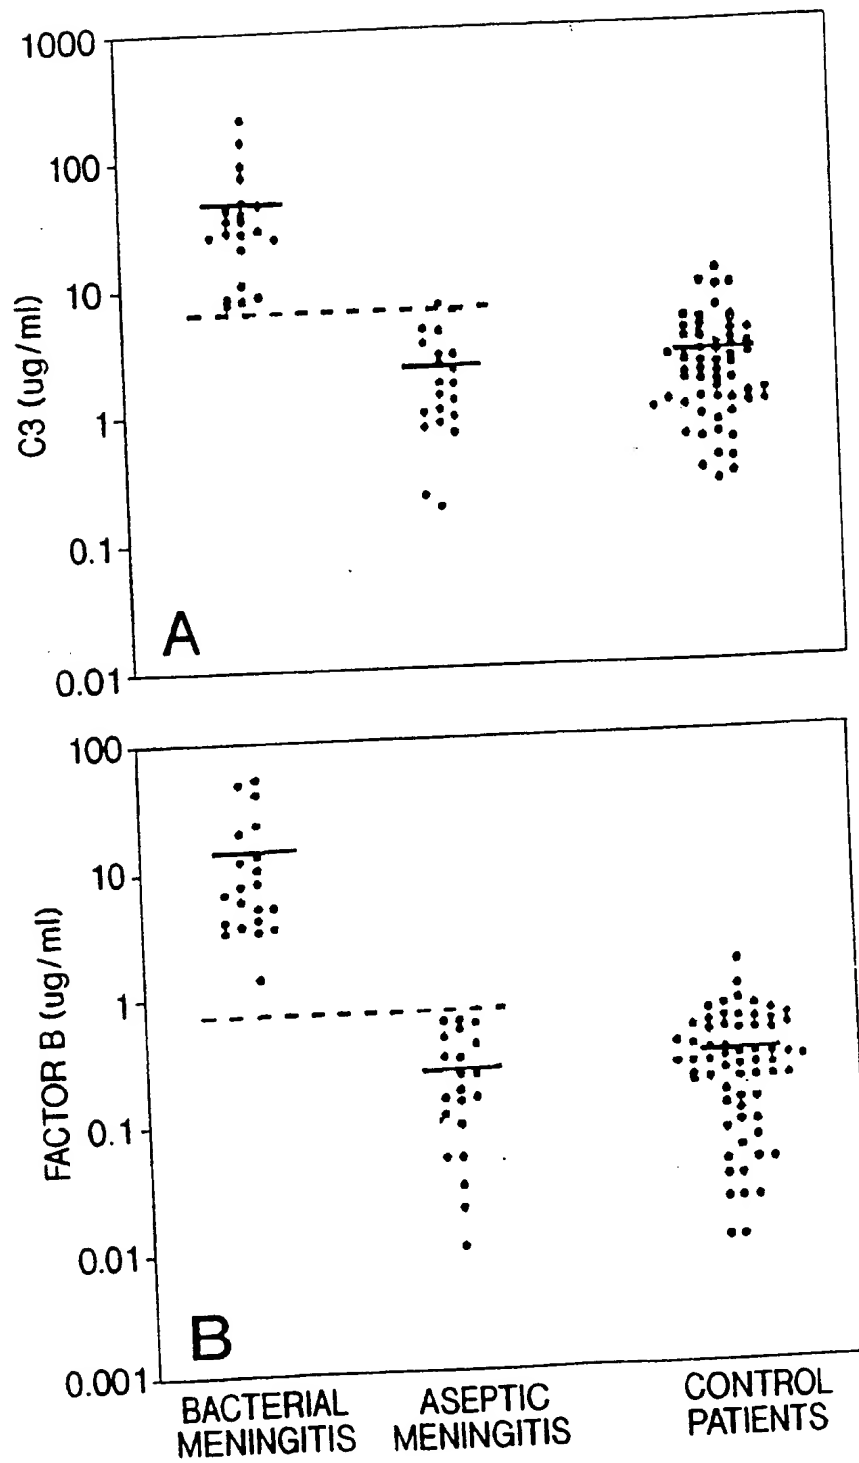 1000
100
10
1
0.1
0.01
C3 (ug/ml)
A
100
10
1
0.1
0.01
0.001
FACTOR B (ug/ml)
B
BACTERIAL
MENINGITIS
ASEPTIC
MENINGITIS
CONTROL
PATIENTS